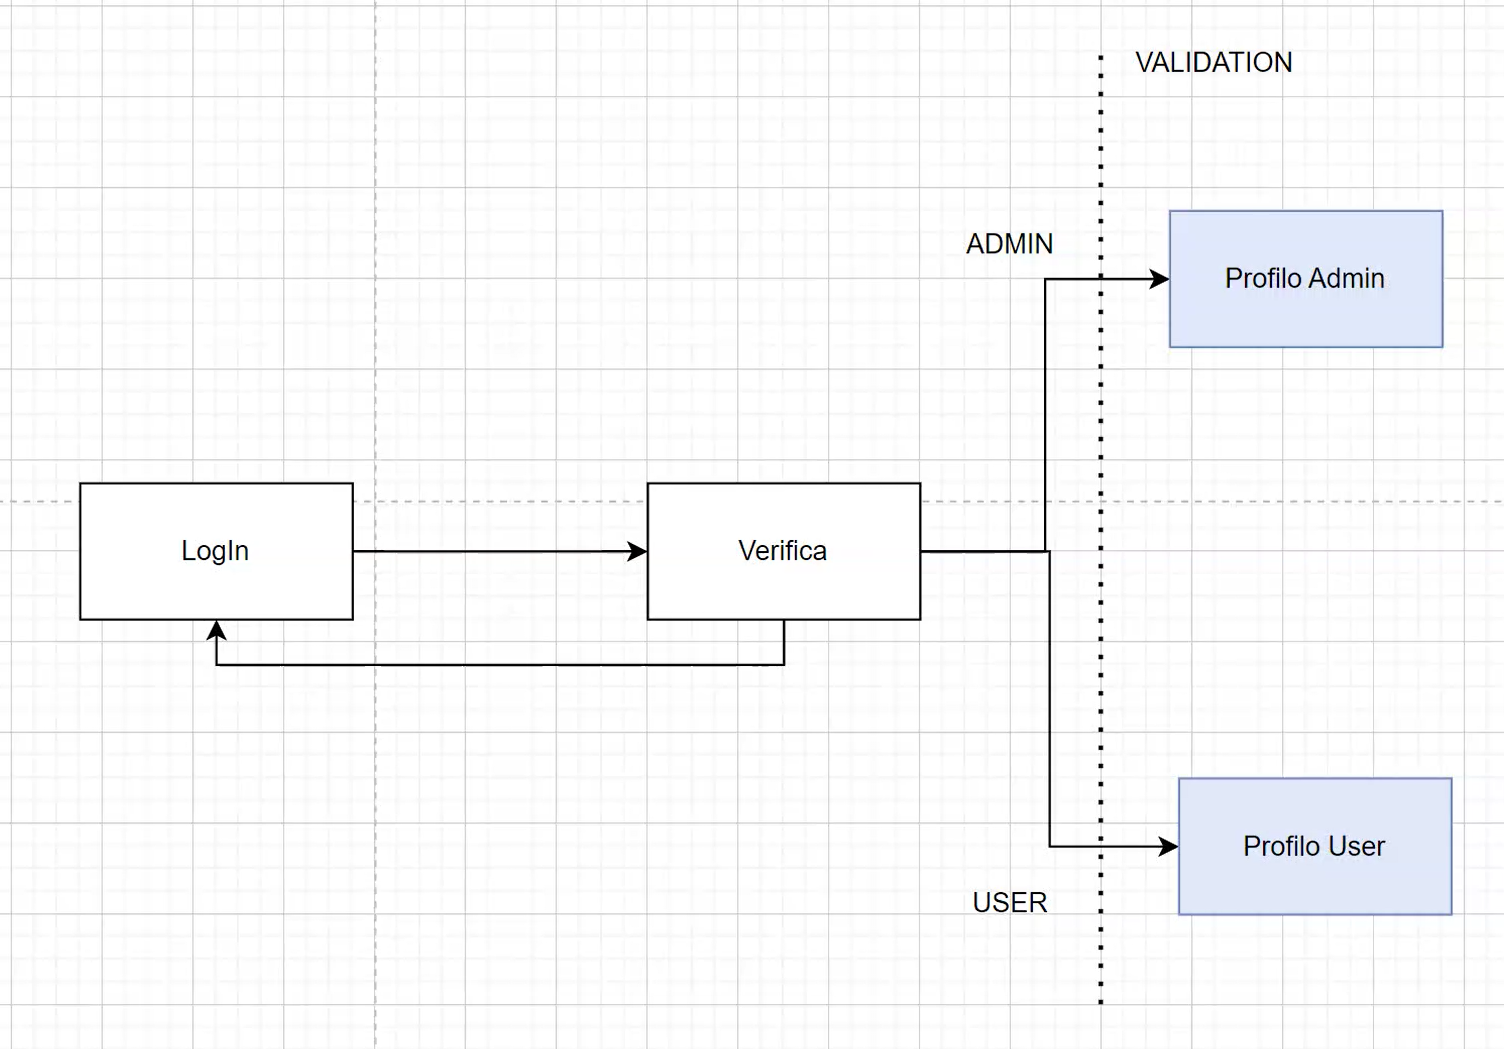 VALIDATION
ADMIN
Profilo Admin
LogIn
Verifica
Profilo User
USER